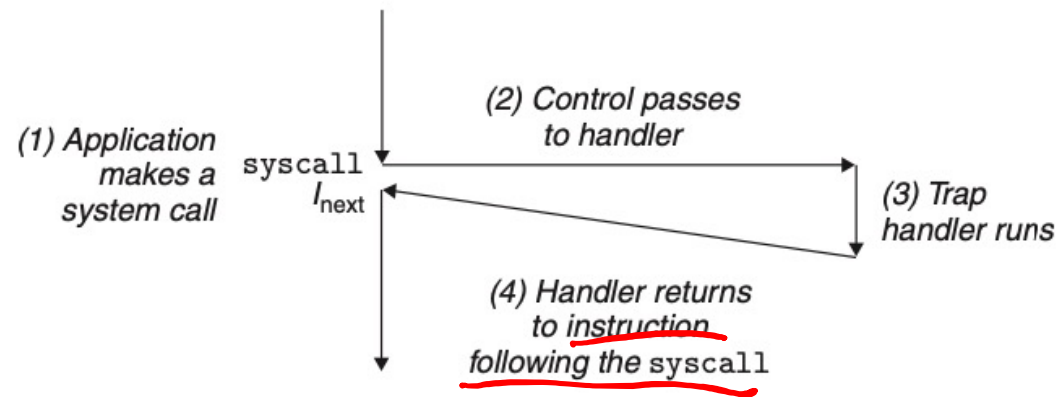 (1) Application
makes a
system call
syscall
Inext
(2) Control passes
to handler
(3) Trap
handler runs
(4) Handler returns
to instruction
following the syscall